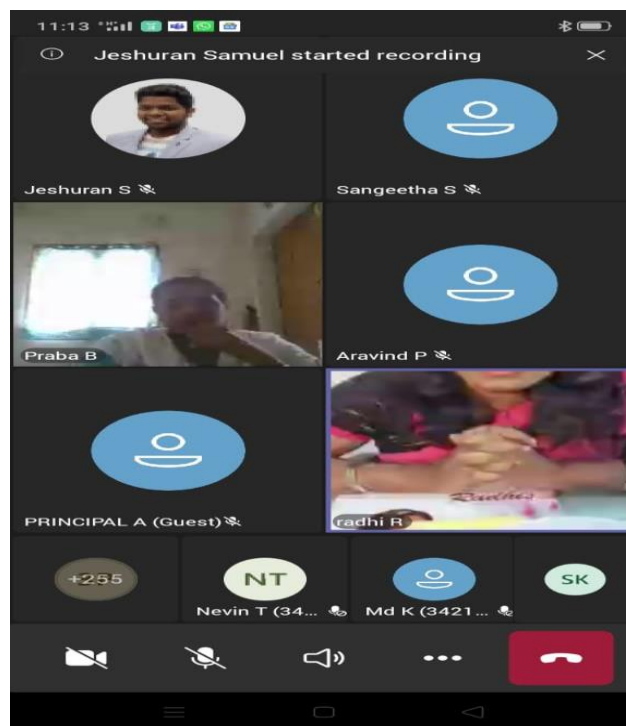 11:13
Jeshuran Samuel started recording
Jeshuran S
Sangeetha S
Praba B
Aravind P
PRINCIPAL A (Guest)
Radhis
radhi R
+255
NT
SK
Nevin T (34...
Md K (3421...